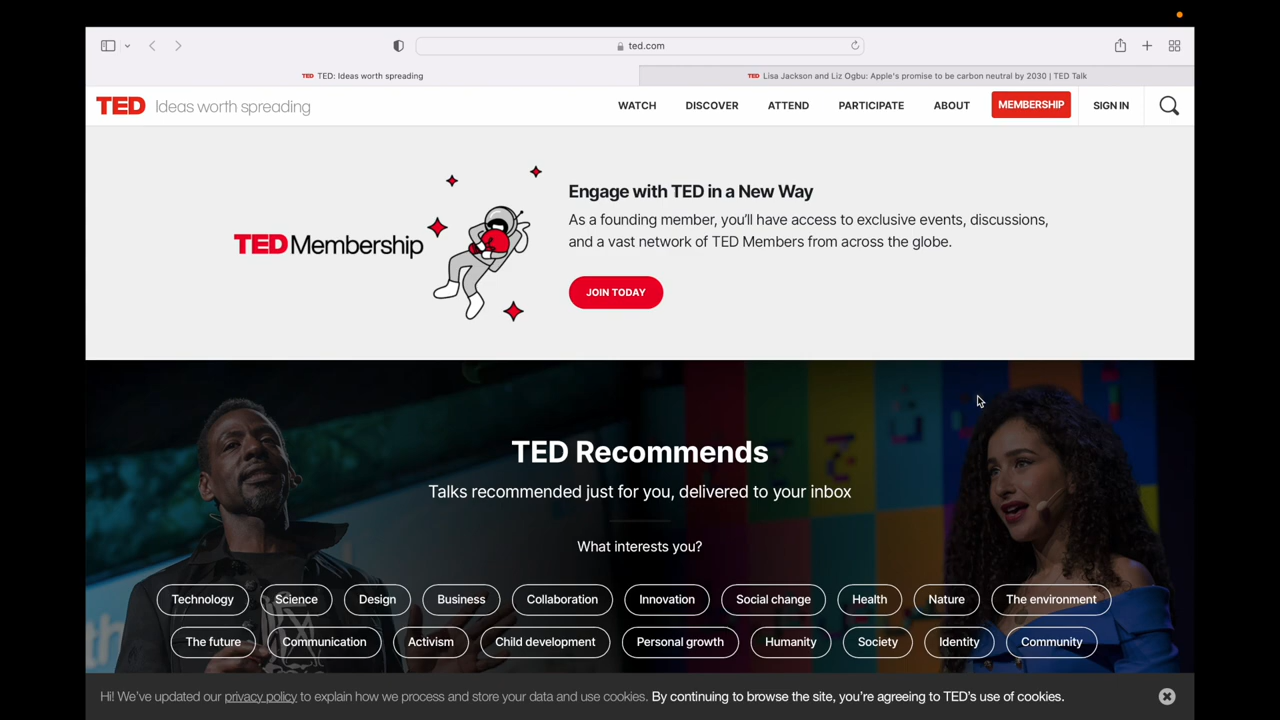 ted.com
TED TED: Ideas worth spreading
TED Lisa Jackson and Liz Ogbu: Apple's promise to be carbon neutral by 2030 | TED Talk
TED Ideas worth spreading
WATCH DISCOVER ATTEND PARTICIPATE ABOUT MEMBERSHIP SIGN IN
TED Membership
Engage with TED in a New Way
As a founding member, you'll have access to exclusive events, discussions,
and a vast network of TED Members from across the globe.
JOIN TODAY
TED Recommends
Talks recommended just for you, delivered to your inbox
What interests you?
Technology Science Design Business Collaboration Innovation Social change Health Nature The environment
The future Communication Activism Child development Personal growth Humanity Society Identity Community
Hi! We've updated our privacy policy to explain how we process and store your data and use cookies. By continuing to browse the site, you're agreeing to TED's use of cookies.